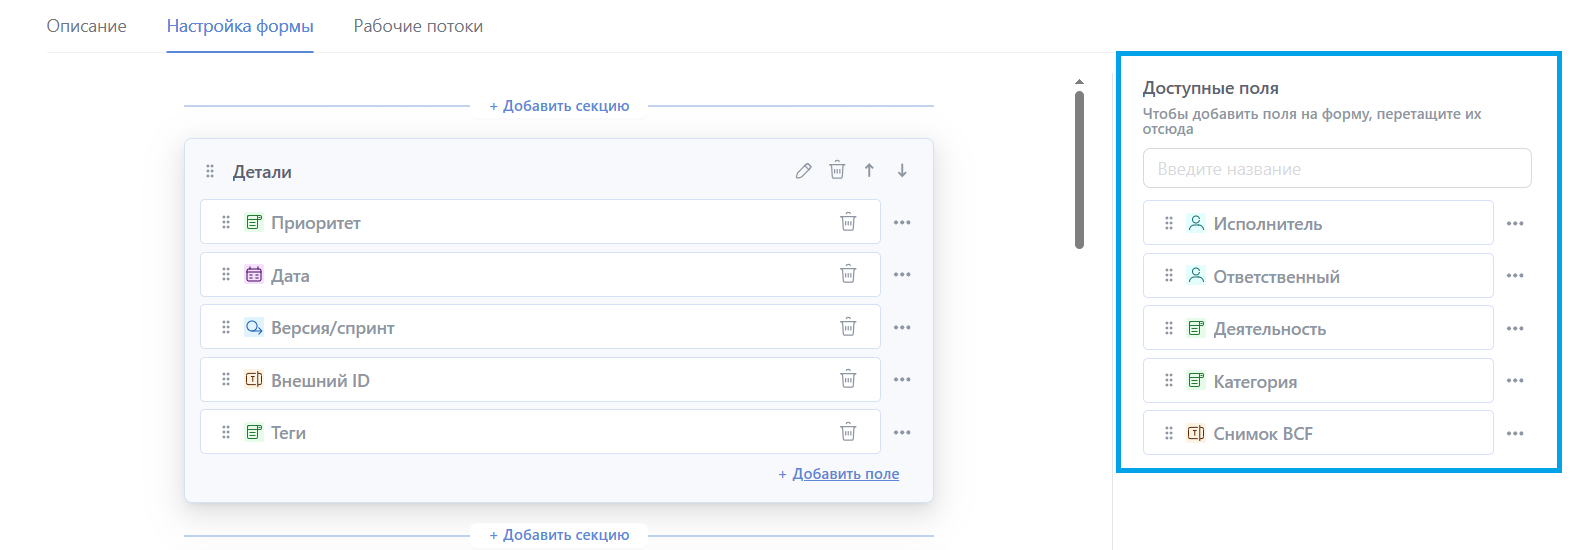 Описание
Настройка формы
Рабочие потоки
+ Добавить секцию
Детали
Приоритет
Дата
Версия/спринт
Внешний ID
Теги
+ Добавить поле
+ Добавить секцию
Доступные поля
Чтобы добавить поля на форму, перетащите их
отсюда
Введите название
Исполнитель
Ответственный
Деятельность
Категория
Снимок BCF